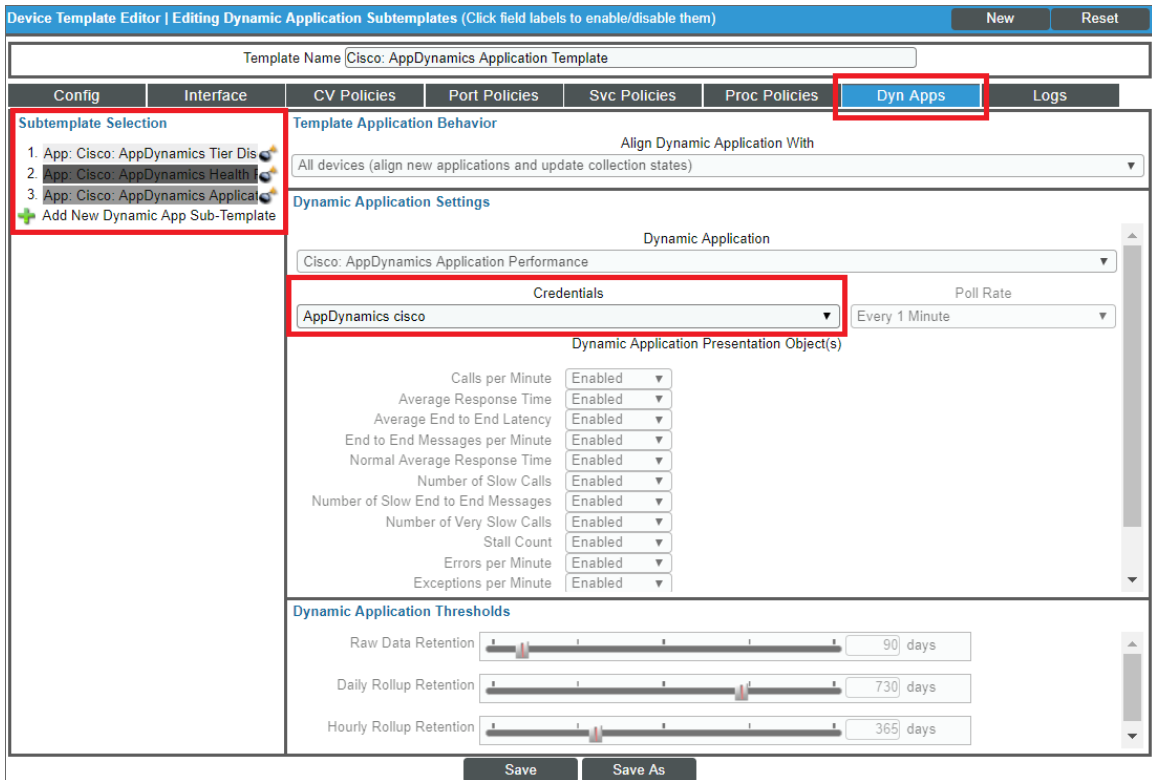 Device Template Editor | Editing Dynamic Application Subtemplates (Click field labels to enable/disable them) New Reset
Template Name Cisco: AppDynamics Application Template
Config Interface CV Policies Port Policies Svc Policies Proc Policies Dyn Apps Logs
Subtemplate Selection
1. App: Cisco: AppDynamics Tier Dis
2. App: Cisco: AppDynamics Health
3. App: Cisco: AppDynamics Applicat
Add New Dynamic App Sub-Template
Template Application Behavior
Align Dynamic Application With
All devices (align new applications and update collection states)
Dynamic Application Settings
Dynamic Application
Cisco: AppDynamics Application Performance
Credentials Poll Rate
AppDynamics cisco Every 1 Minute
Dynamic Application Presentation Object(s)
Calls per Minute Enabled
Average Response Time Enabled
Average End to End Latency Enabled
End to End Messages per Minute Enabled
Normal Average Response Time Enabled
Number of Slow Calls Enabled
Number of Slow End to End Messages Enabled
Number of Very Slow Calls Enabled
Stall Count Enabled
Errors per Minute Enabled
Exceptions per Minute Enabled
Dynamic Application Thresholds
Raw Data Retention 90 days
Daily Rollup Retention 730 days
Hourly Rollup Retention 365 days
Save Save As